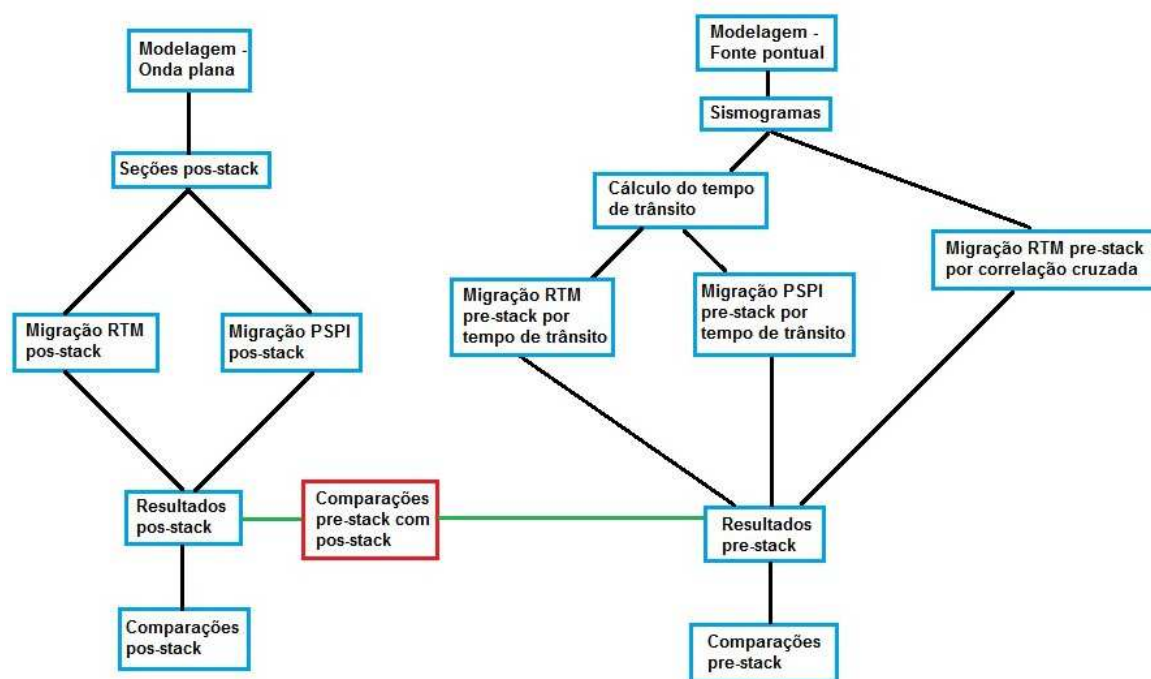 Modelagem -
Onda plana
Seções pos-stack
Migração RTM
pos-stack
Migração PSPI
pos-stack
Resultados
pos-stack
Comparações
pos-stack
Comparações
pre-stack com
pos-stack
Modelagem -
Fonte pontual
Sismogramas
Cálculo do tempo
de trânsito
Migração RTM
pre-stack por
tempo de trânsito
Migração PSPI
pre-stack por
tempo de trânsito
Migração RTM pre-stack
por correlação cruzada
Resultados
pre-stack
Comparações
pre-stack